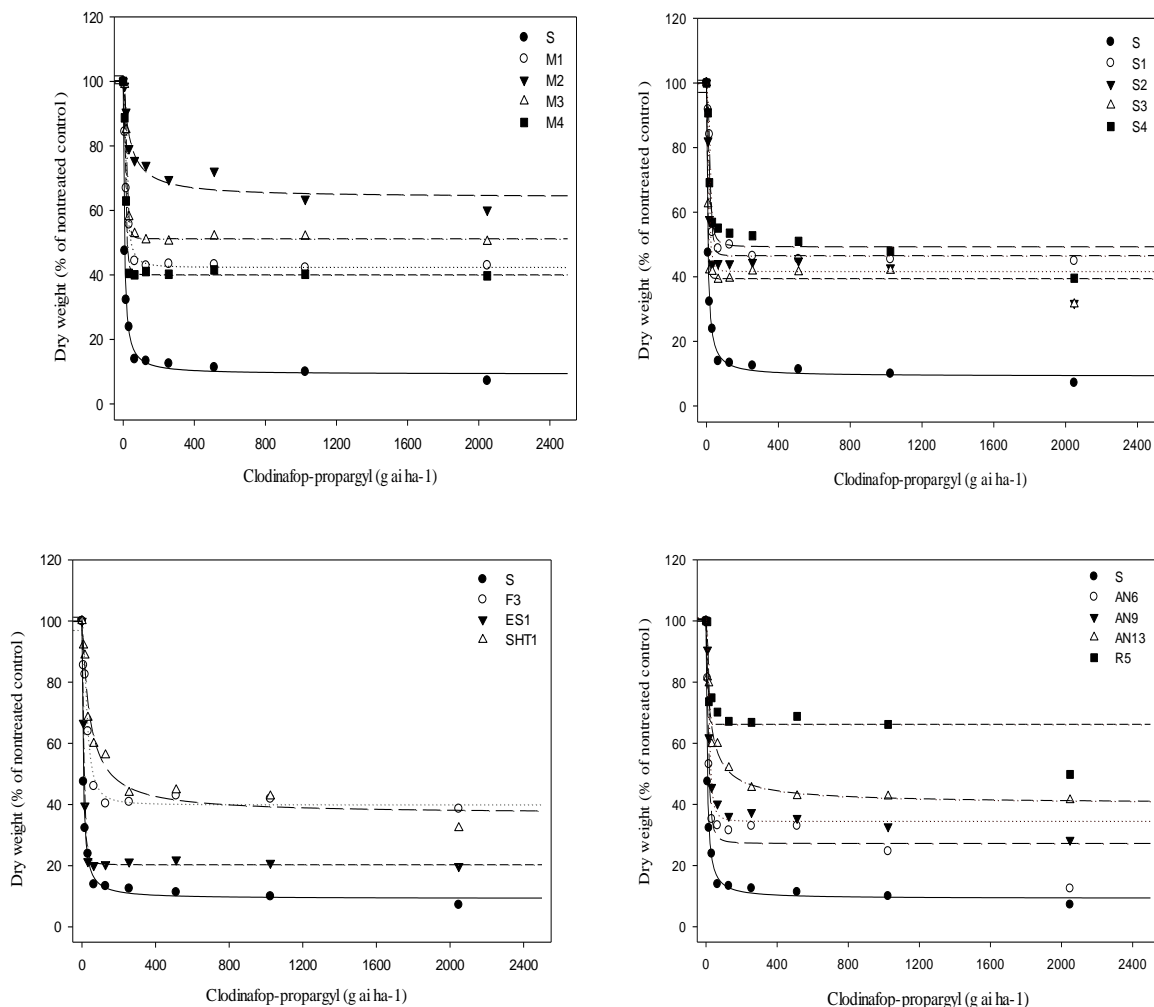 120
100
80
60
40
20
0
Dry weight (% of nontreated control )
S
M1
M2
M3
M4
0 400 800 1200 1600 2000 2400
Clodinafop-propargyl (g ai ha-1)
120
100
80
60
40
20
0
Dry weight (% of nontreated control )
S
S1
S2
S3
S4
0 400 800 1200 1600 2000 2400
Clodinafop-propargyl (g ai ha-1)
120
100
80
60
40
20
0
Dry weight (% of nontreated control )
S
F3
ES1
SHT1
0 400 800 1200 1600 2000 2400
Clodinafop-propargyl (g ai ha-1)
120
100
80
60
40
20
0
Dry weight (% of nontreated control )
S
AN6
AN9
AN13
R5
0 400 800 1200 1600 2000 2400
Clodinafop-propargyl (g ai ha-1)